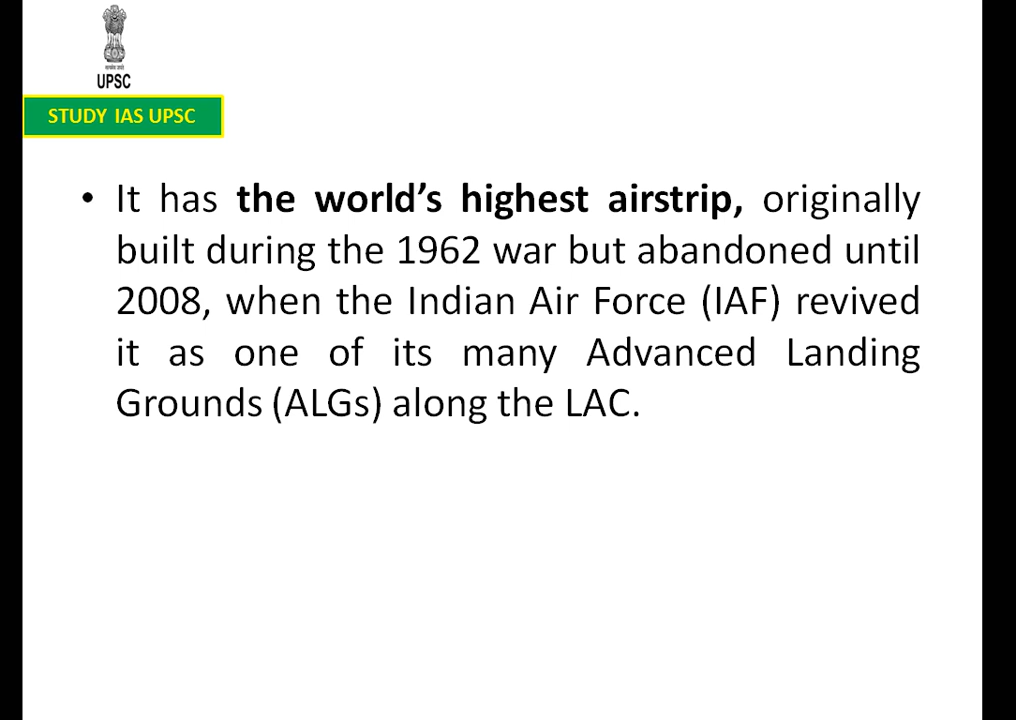 UPSC
STUDY IAS UPSC
• It has the world’s highest airstrip, originally
built during the 1962 war but abandoned until
2008, when the Indian Air Force (IAF) revived
it as one of its many Advanced Landing
Grounds (ALGs) along the LAC.